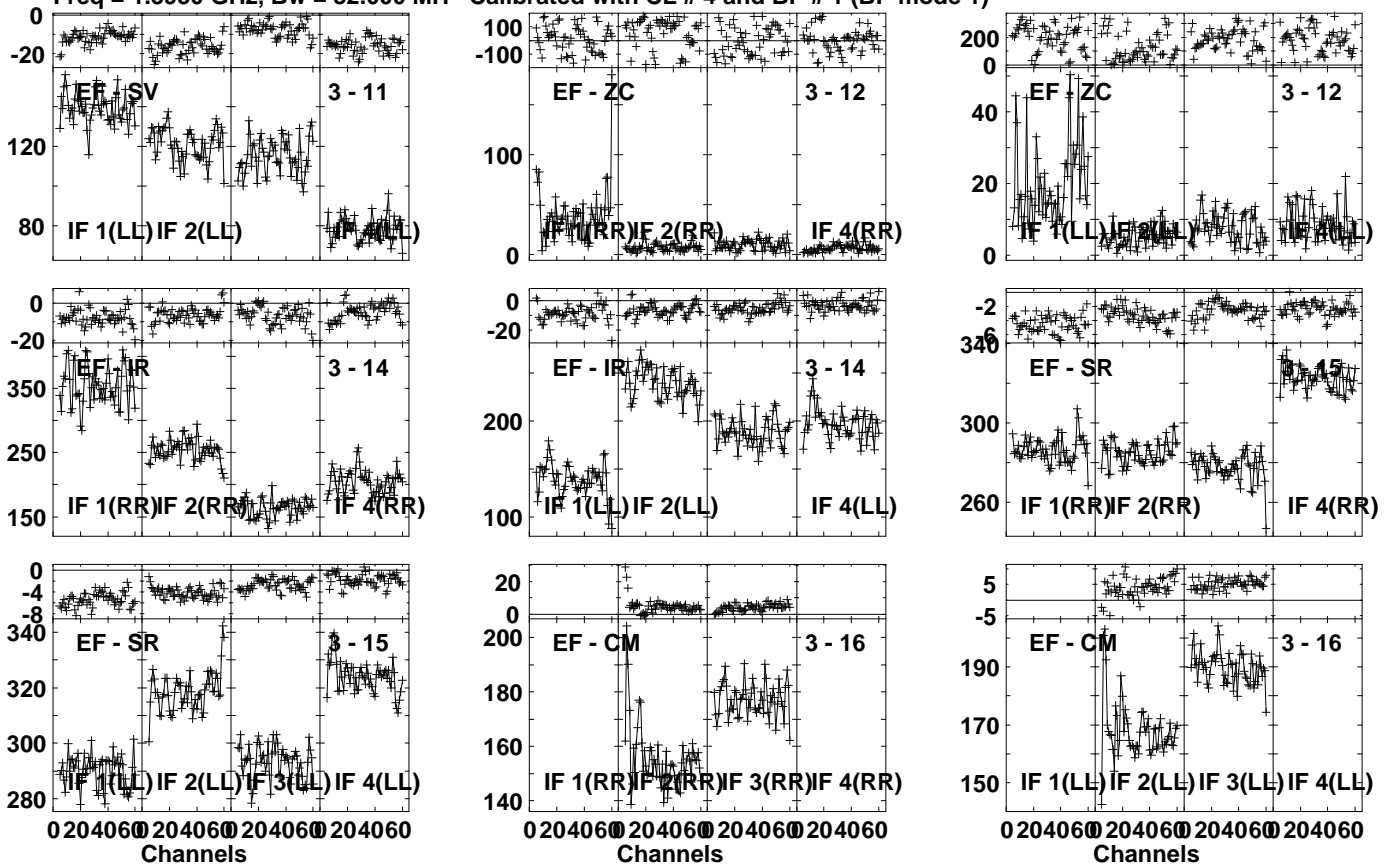 Calibrated with CL # 4 and BP # 1 (BP mode 1)
0
-20
EF - SV 3 - 11
120
80
IF 1(LL) IF 2(LL) IF 4(LL)
100
-100
EF - ZC 3 - 12
100
0
IF 1(RR) IF 2(RR) IF 4(RR)
200
0
EF - ZC 3 - 12
40
20
0
IF 1(LL) IF 2(LL) IF 4(LL)
0
-20
EF - IR 3 - 14
350
250
150
IF 1(RR) IF 2(RR) IF 4(RR)
0
-20
EF - IR 3 - 14
200
100
IF 1(LL) IF 2(LL) IF 4(LL)
-2
-6
340
EF - SR 3 - 15
300
260
IF 1(RR) IF 2(RR) IF 4(RR)
0
-4
-8
EF - SR 3 - 15
340
320
300
280
IF 1(LL) IF 2(LL) IF 3(LL) IF 4(LL)
0 20 40 60 0 20 40 60 0 20 40 60 0 20 40 60
Channels
20
0
EF - CM 3 - 16
200
180
160
140
IF 1(RR) IF 2(RR) IF 3(RR) IF 4(RR)
0 20 40 60 0 20 40 60 0 20 40 60 0 20 40 60
Channels
5
-5
EF - CM 3 - 16
190
170
150
IF 1(LL) IF 2(LL) IF 3(LL) IF 4(LL)
0 20 40 60 0 20 40 60 0 20 40 60 0 20 40 60
Channels